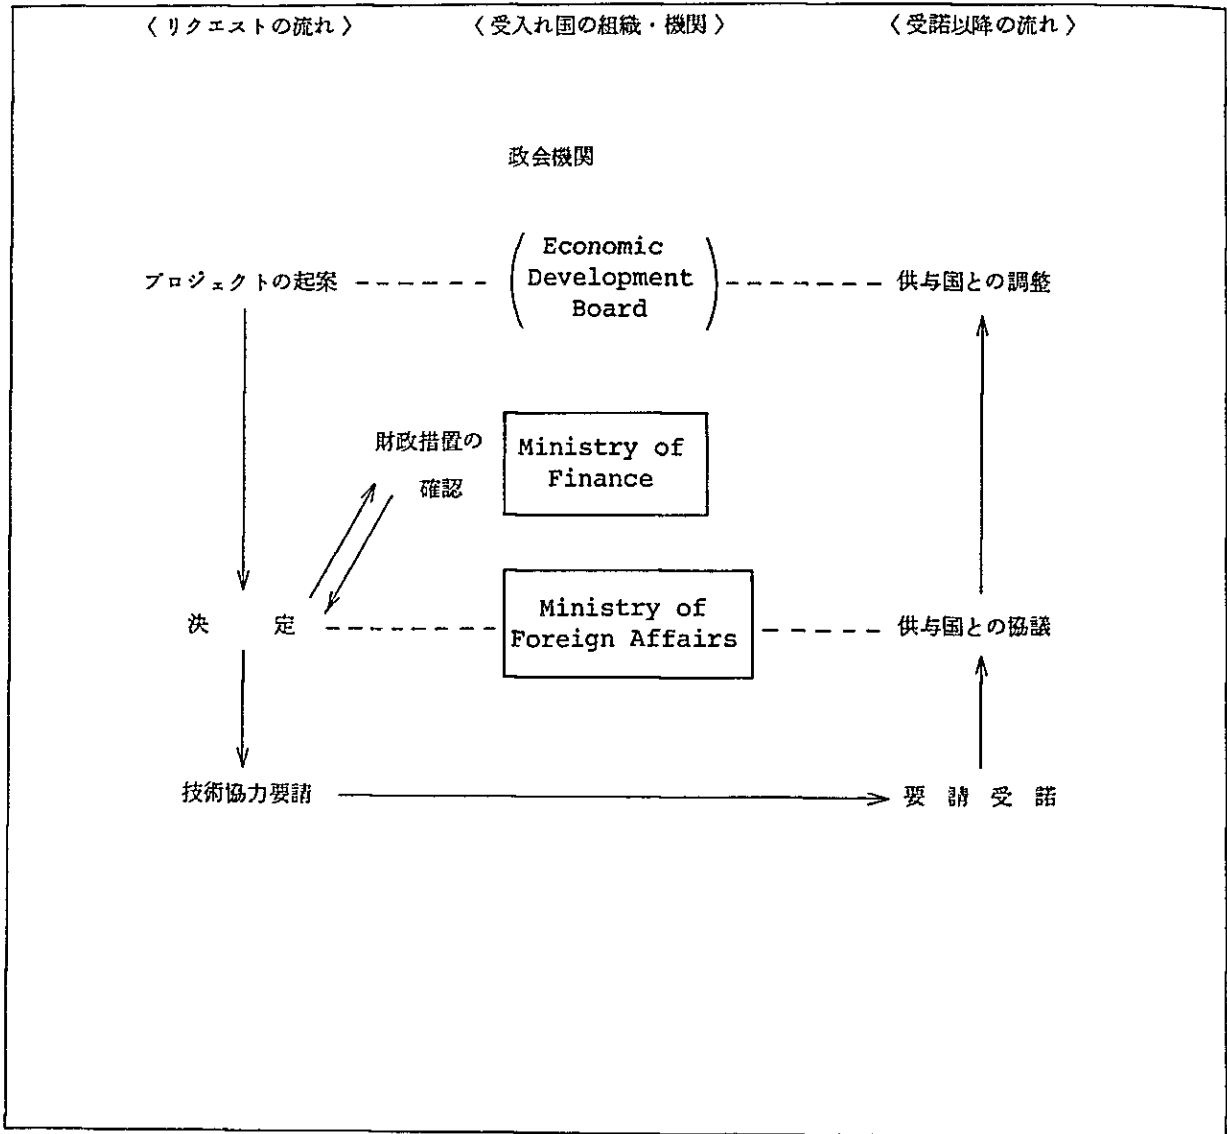 〈リクエストの流れ〉
〈受入れ国の組織・機関〉
〈受諾以降の流れ〉
政会機関
プロジェクトの起案
Economic
Development
Board
供与国との調整
財政措置の
確認
Ministry of
Finance
決 定
Ministry of
Foreign Affairs
供与国との協議
技術協力要請
要請受諾